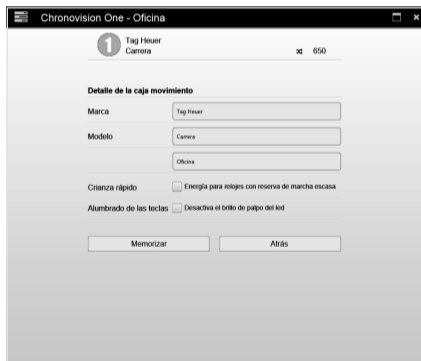 Chronovision One - Oficina
1
Tag Heuer
Carrera
650
Detalle de la caja movimiento
Marca
Tag Heuer
Modelo
Carrera
Oficina
Crianza rápido
Energía para relojes con reserva de marcha escasa
Alumbrado de las teclas
Desactiva el brillo de palpo del led
Memorizar
Atrás